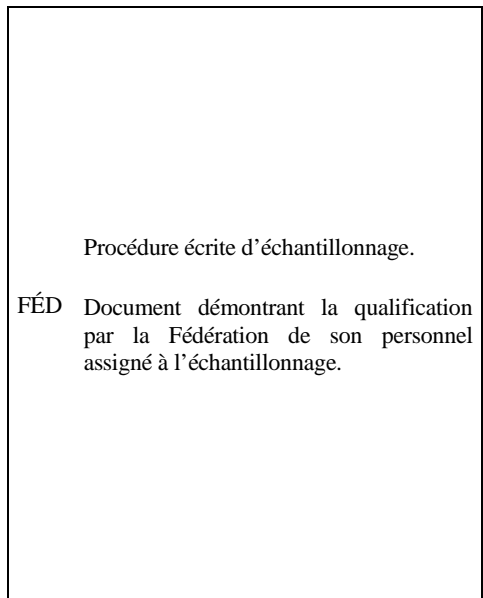 Procédure écrite d’échantillonnage.
FÉD Document démontrant la qualification
par la Fédération de son personnel
assigné à l’échantillonnage.